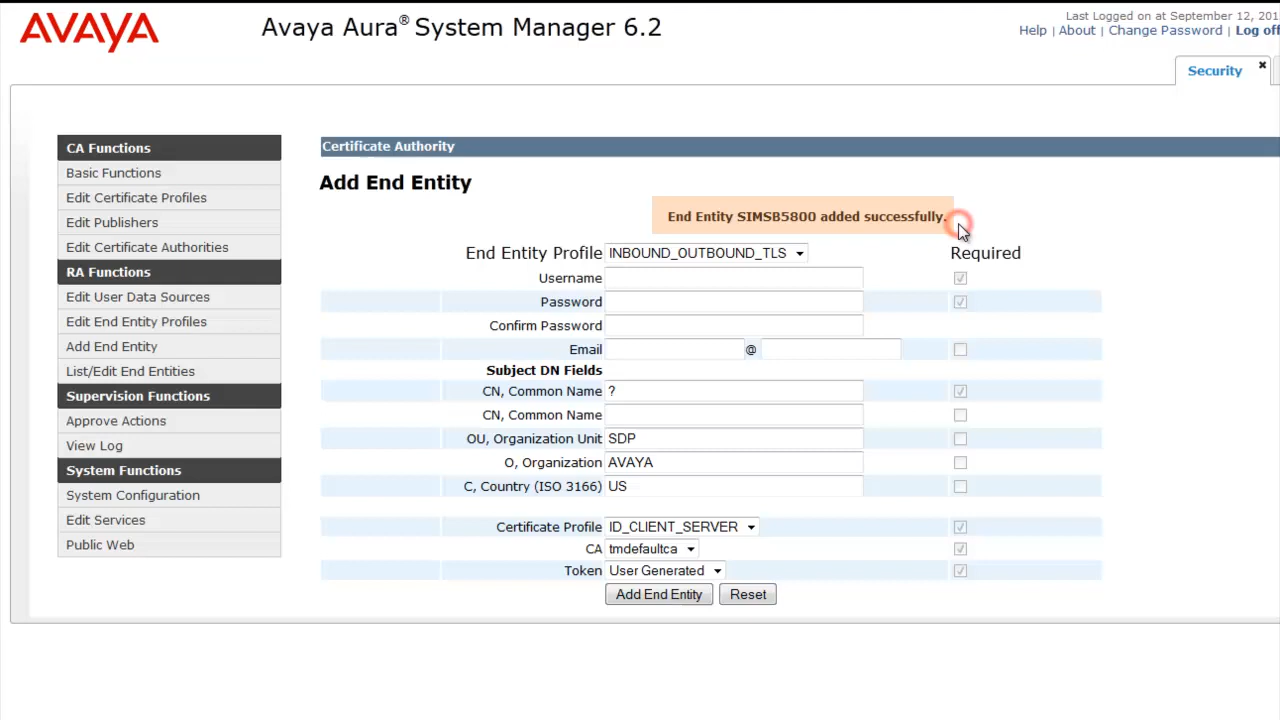 AVAYA
Avaya Aura® System Manager 6.2
Last Logged on at September 12, 201
Help | About | Change Password | Log off
Security
CA Functions
Basic Functions
Edit Certificate Profiles
Edit Publishers
Edit Certificate Authorities
RA Functions
Edit User Data Sources
Edit End Entity Profiles
Add End Entity
List/Edit End Entities
Supervision Functions
Approve Actions
View Log
System Functions
System Configuration
Edit Services
Public Web
Certificate Authority
Add End Entity
End Entity SIMSB5800 added successfully.
End Entity Profile INBOUND_OUTBOUND_TLS Required
Username
Password
Confirm Password
Email @
Subject DN Fields
CN, Common Name ?
CN, Common Name
OU, Organization Unit SDP
O, Organization AVAYA
C, Country (ISO 3166) US
Certificate Profile ID_CLIENT_SERVER
CA tmdefaultca
Token User Generated
Add End Entity Reset